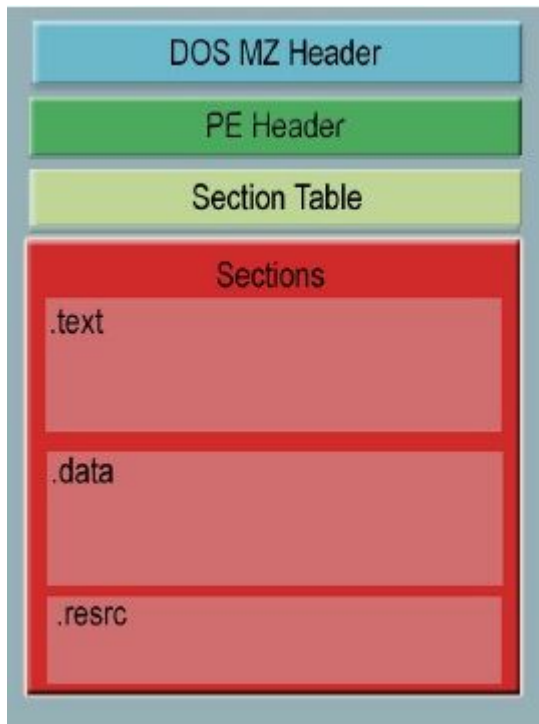 DOS MZ Header
PE Header
Section Table
Sections
.text
.data
.resrc